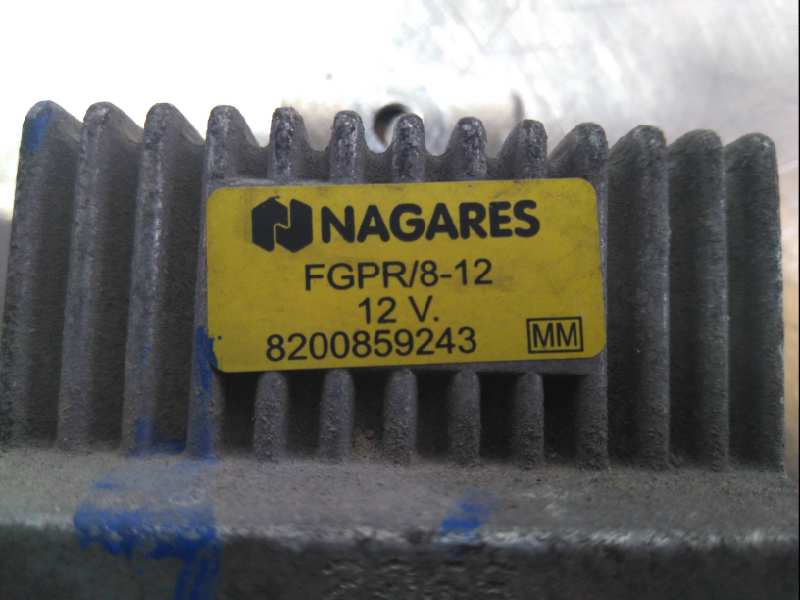 NAGARES
FGPR/8-12
12 V.
8200859243
MM